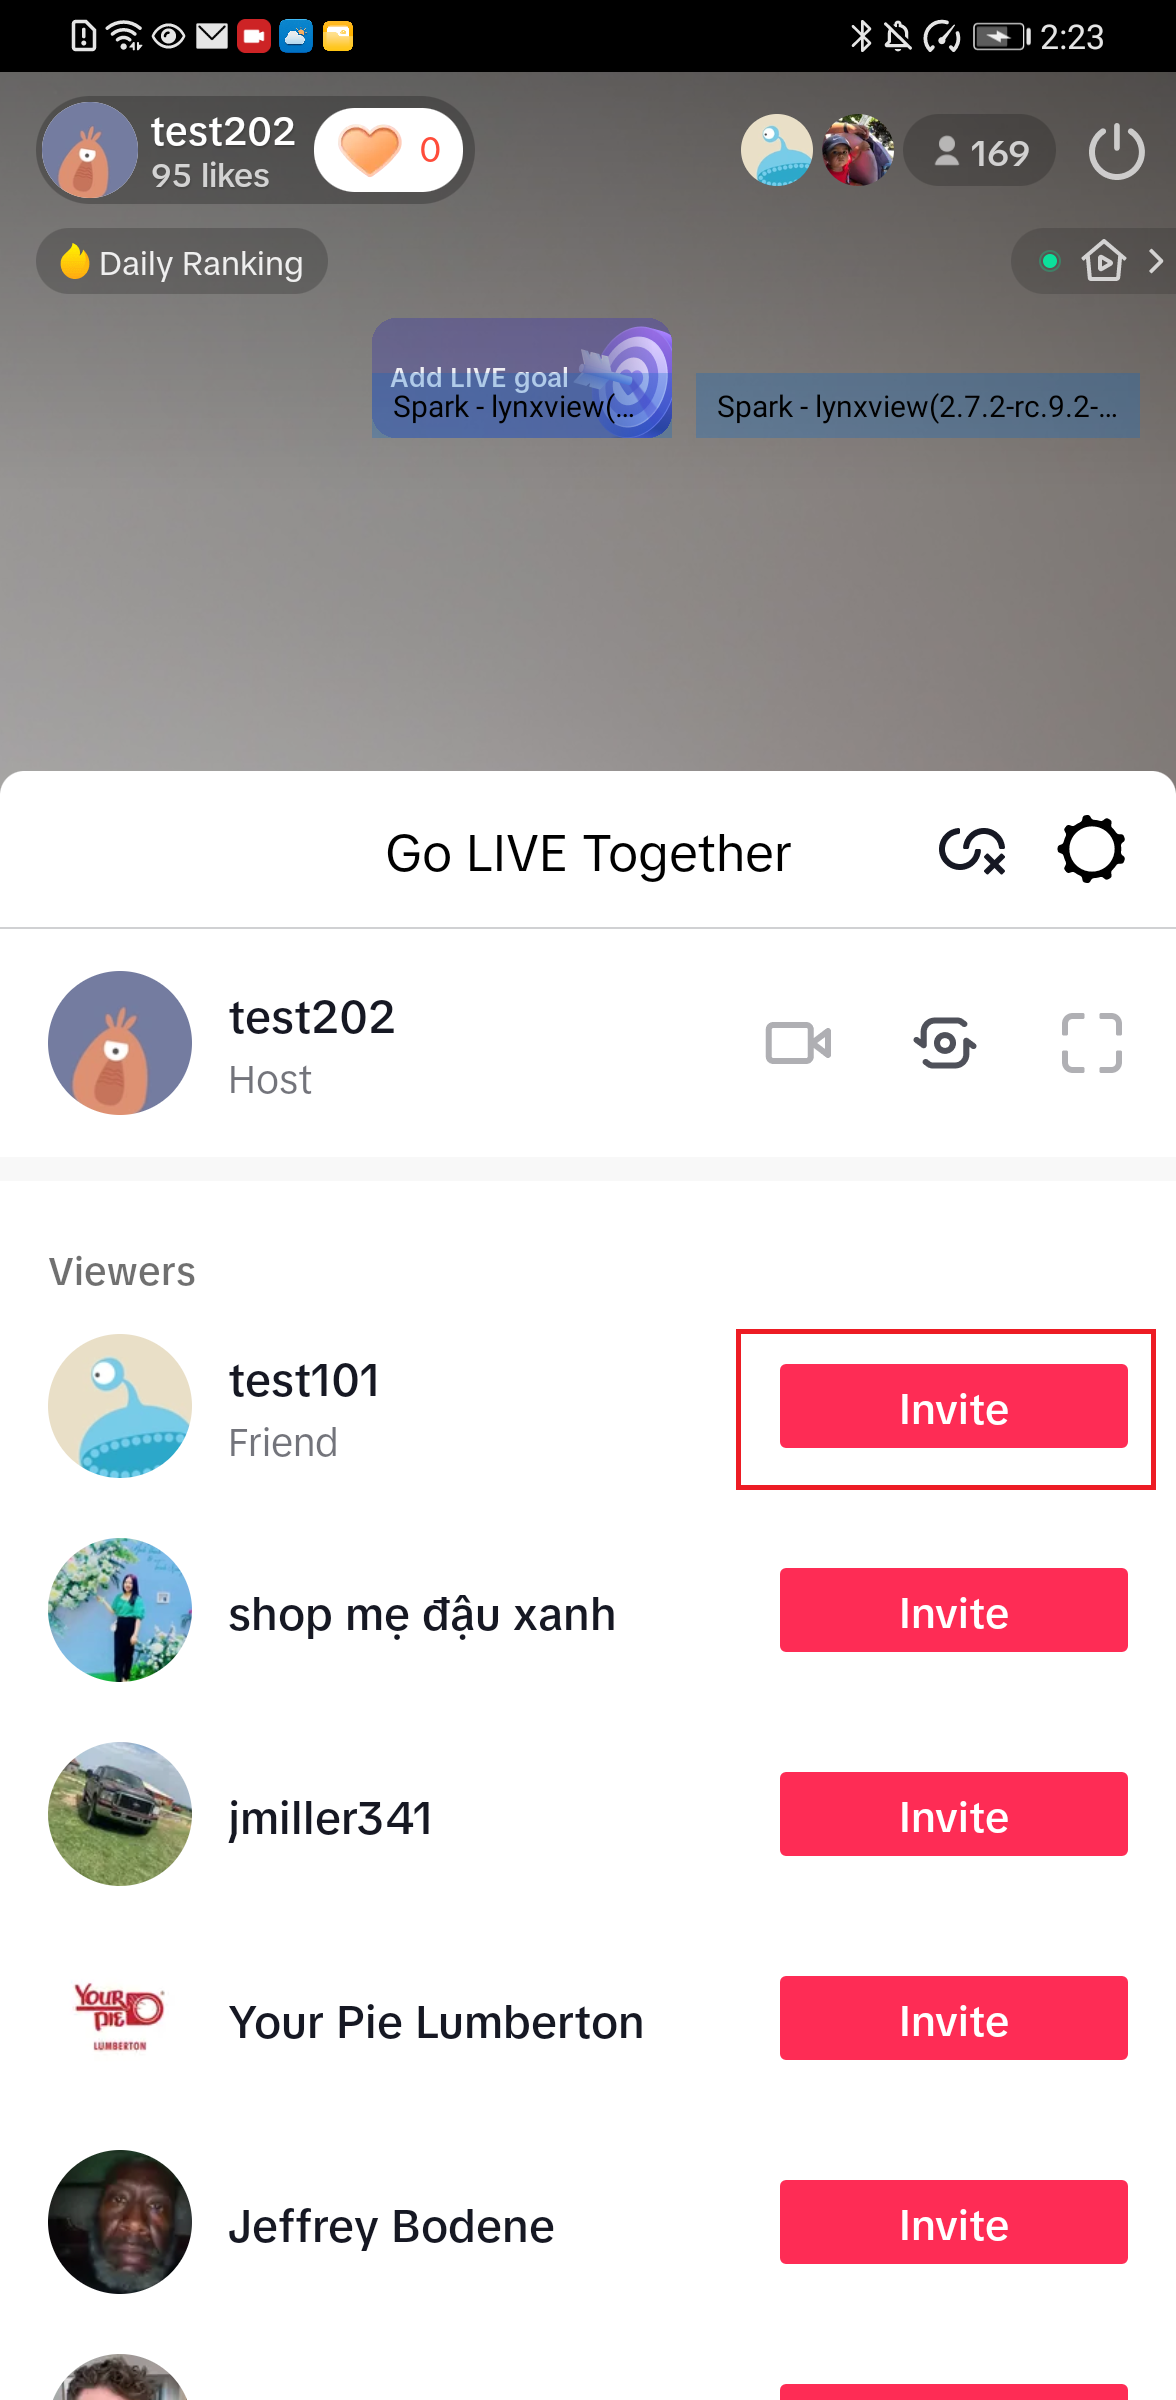 2:23
test202
95 likes
0
169
Daily Ranking
Add LIVE goal
Spark - lynxview(...
Spark - lynxview(2.7.2-rc.9.2-...
Go LIVE Together
test202
Host
Viewers
test101
Friend
Invite
shop mẹ đậu xanh
Invite
jmiller341
Invite
YOUR PIE
LUMBERTON
Your Pie Lumberton
Invite
Jeffrey Bodene
Invite